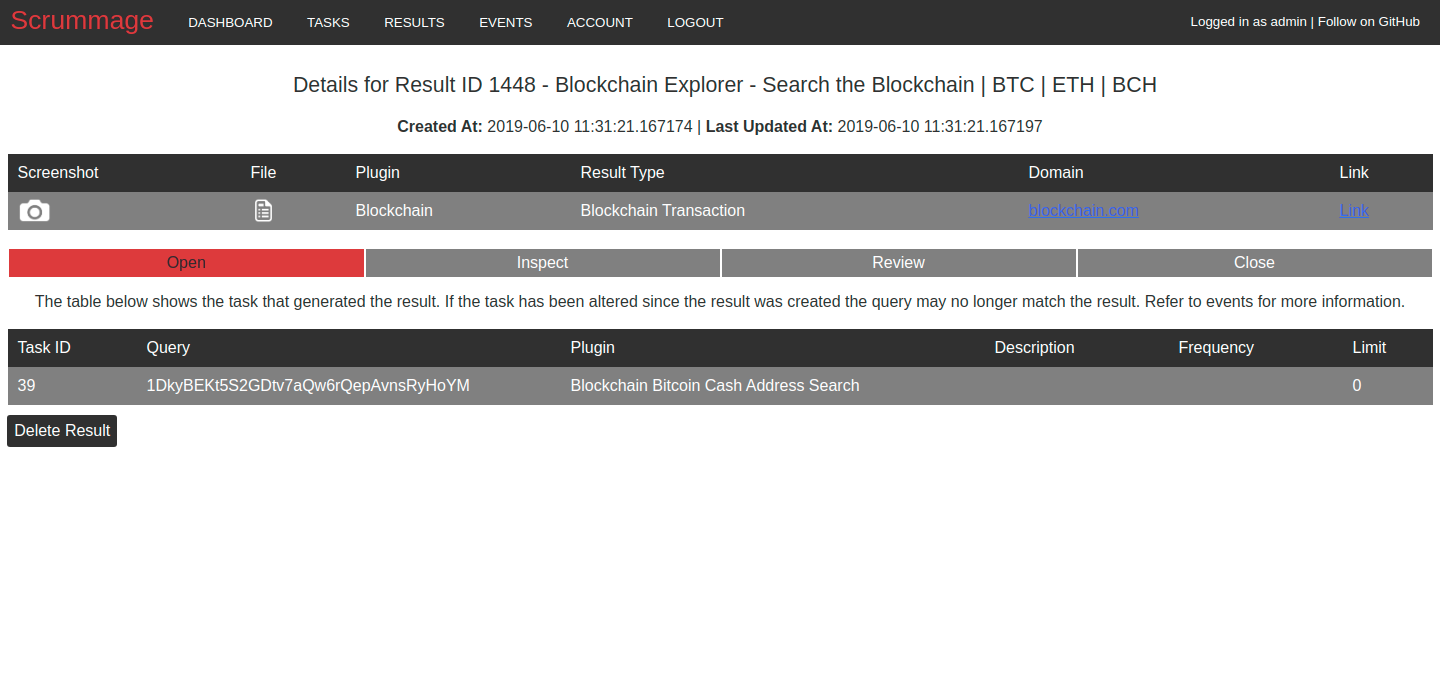 Scrummage DASHBOARD TASKS RESULTS EVENTS ACCOUNT LOGOUT Logged in as admin | Follow on GitHub
Details for Result ID 1448 - Blockchain Explorer - Search the Blockchain | BTC | ETH | BCH
Created At: 2019-06-10 11:31:21.167174 | Last Updated At: 2019-06-10 11:31:21.167197
Screenshot File Plugin Result Type Domain Link
Blockchain Blockchain Transaction blockchain.com Link
Open Inspect Review Close
The table below shows the task that generated the result. If the task has been altered since the result was created the query may no longer match the result. Refer to events for more information.
Task ID Query Plugin Description Frequency Limit
39 1DkyBEKt5S2GDtv7aQw6rQepAvnsRyHoYM Blockchain Bitcoin Cash Address Search 0
Delete Result